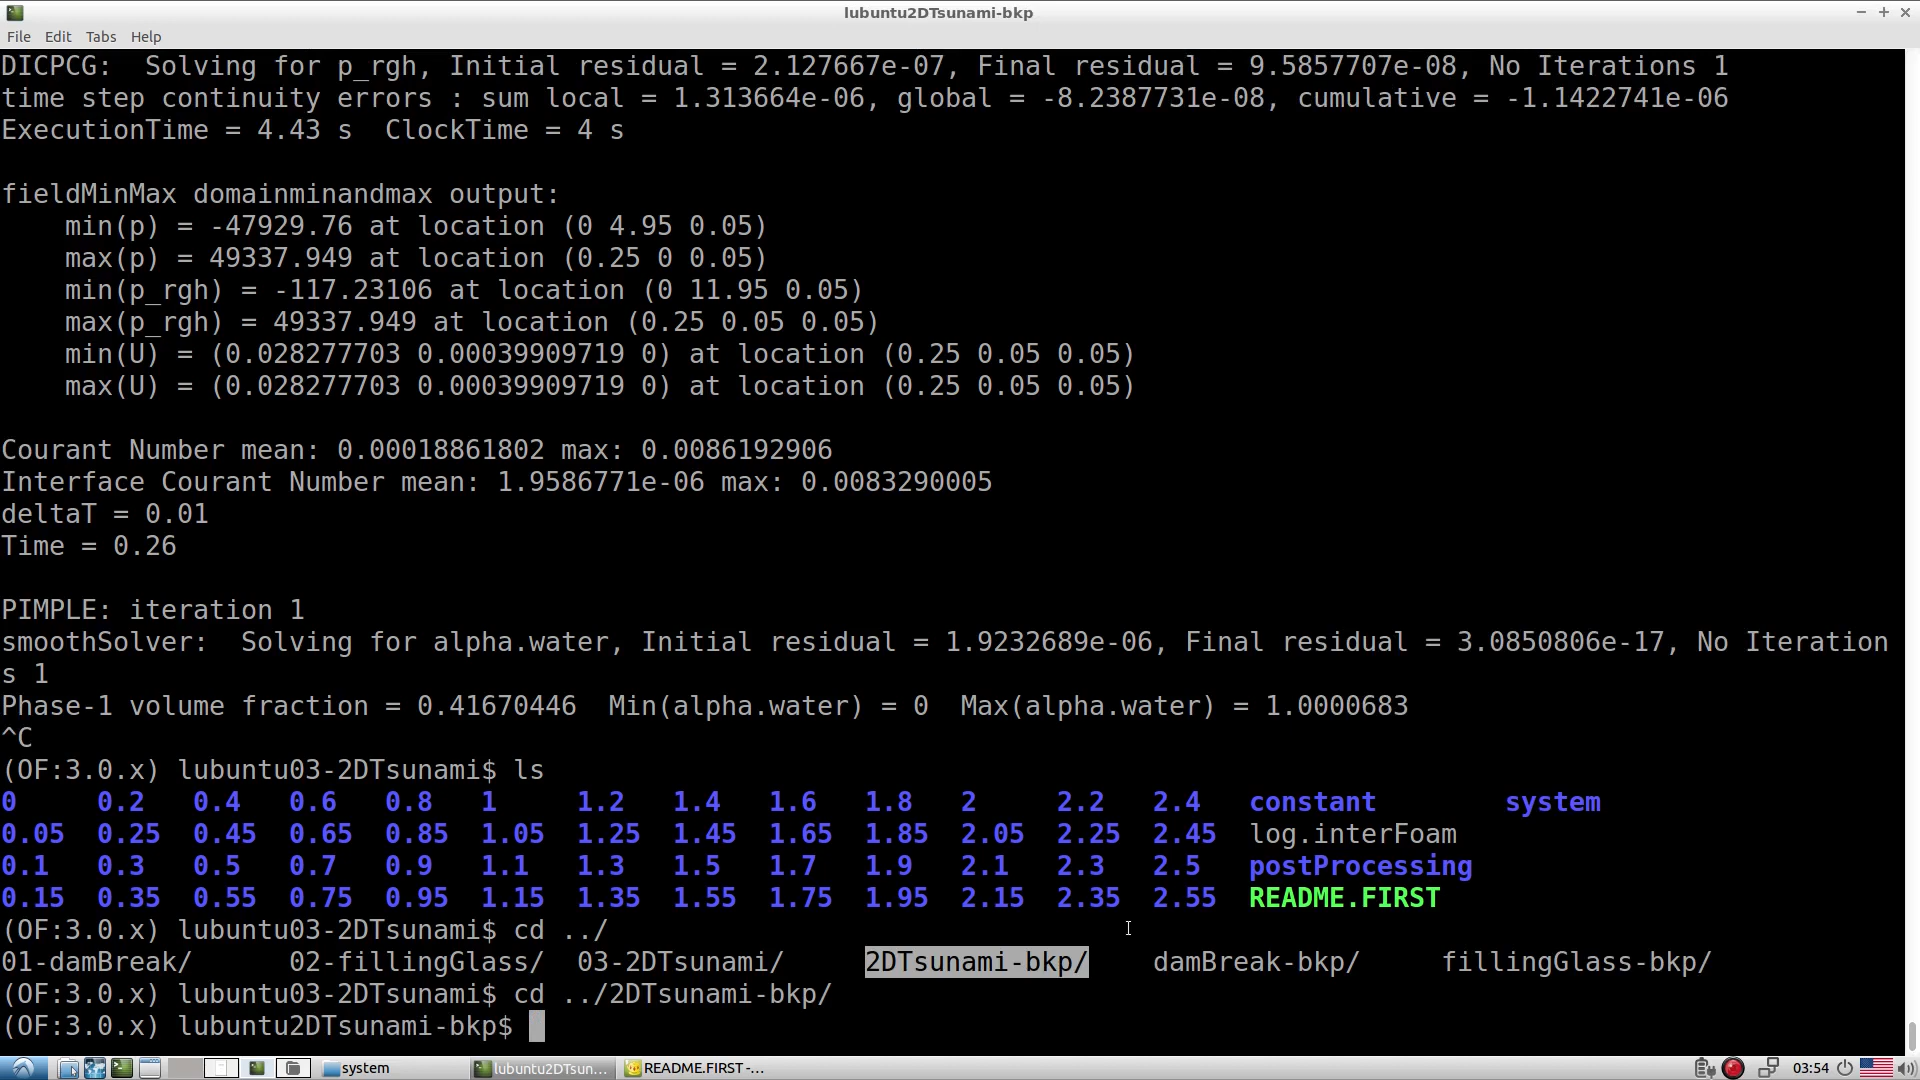 lubuntu2DTsunami-bkp
File Edit Tabs Help
DICPCG:  Solving for p_rgh, Initial residual = 2.127667e-07, Final residual = 9.5857707e-08, No Iterations 1
time step continuity errors : sum local = 1.313664e-06, global = -8.2387731e-08, cumulative = -1.1422741e-06
ExecutionTime = 4.43 s  ClockTime = 4 s
fieldMinMax domainminandmax output:
    min(p) = -47929.76 at location (0 4.95 0.05)
    max(p) = 49337.949 at location (0.25 0 0.05)
    min(p_rgh) = -117.23106 at location (0 11.95 0.05)
    max(p_rgh) = 49337.949 at location (0.25 0.05 0.05)
    min(U) = (0.028277703 0.00039909719 0) at location (0.25 0.05 0.05)
    max(U) = (0.028277703 0.00039909719 0) at location (0.25 0.05 0.05)
Courant Number mean: 0.00018861802 max: 0.0086192906
Interface Courant Number mean: 1.9586771e-06 max: 0.0083290005
deltaT = 0.01
Time = 0.26
PIMPLE: iteration 1
smoothSolver:  Solving for alpha.water, Initial residual = 1.9232689e-06, Final residual = 3.0850806e-17, No Iteration
s 1
Phase-1 volume fraction = 0.41670446  Min(alpha.water) = 0  Max(alpha.water) = 1.0000683
^C
(OF:3.0.x) lubuntu03-2DTsunami$ ls
0     0.2   0.4   0.6   0.8   1     1.2   1.4   1.6   1.8   2     2.2   2.4   constant        system
0.05  0.25  0.45  0.65  0.85  1.05  1.25  1.45  1.65  1.85  2.05  2.25  2.45  log.interFoam
0.1   0.3   0.5   0.7   0.9   1.1   1.3   1.5   1.7   1.9   2.1   2.3   2.5   postProcessing
0.15  0.35  0.55  0.75  0.95  1.15  1.35  1.55  1.75  1.95  2.15  2.35  2.55  README.FIRST
(OF:3.0.x) lubuntu03-2DTsunami$ cd ../
01-damBreak/      02-fillingGlass/  03-2DTsunami/     2DTsunami-bkp/    damBreak-bkp/     fillingGlass-bkp/
(OF:3.0.x) lubuntu03-2DTsunami$ cd ../2DTsunami-bkp/
(OF:3.0.x) lubuntu2DTsunami-bkp$
system lubuntu2DTsun... README.FIRST -... 03:54